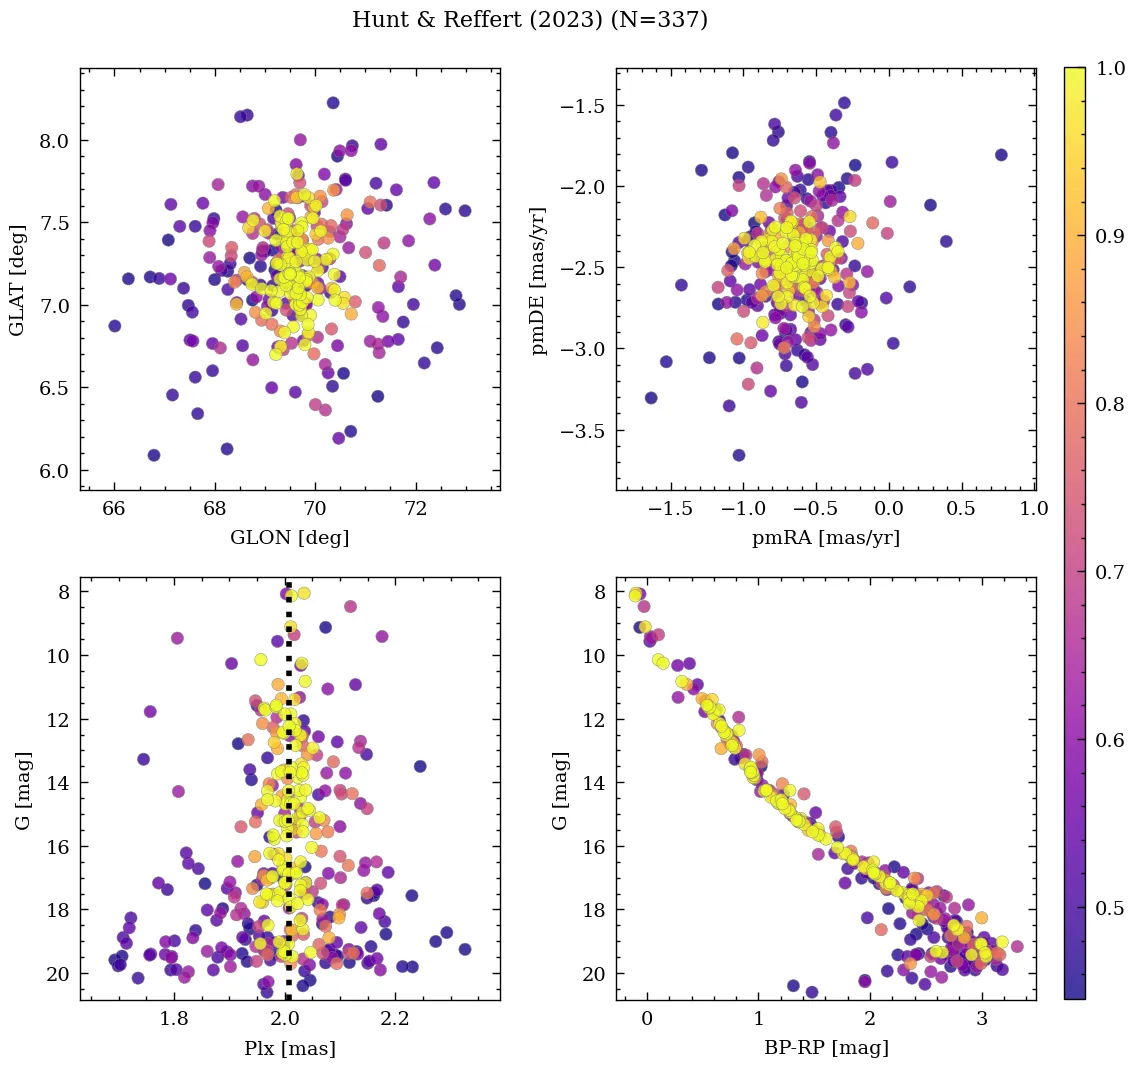 Hunt & Reffert (2023) (N=337)
8.0
7.5
7.0
6.5
6.0
GLAT [deg]
66 68 70 72
GLON [deg]
−1.5
−2.0
−2.5
−3.0
−3.5
pmDE [mas/yr]
−1.5 −1.0 −0.5 0.0 0.5 1.0
pmRA [mas/yr]
8
10
12
14
16
18
20
G [mag]
1.8 2.0 2.2
Plx [mas]
8
10
12
14
16
18
20
G [mag]
0 1 2 3
BP-RP [mag]
1.0
0.9
0.8
0.7
0.6
0.5